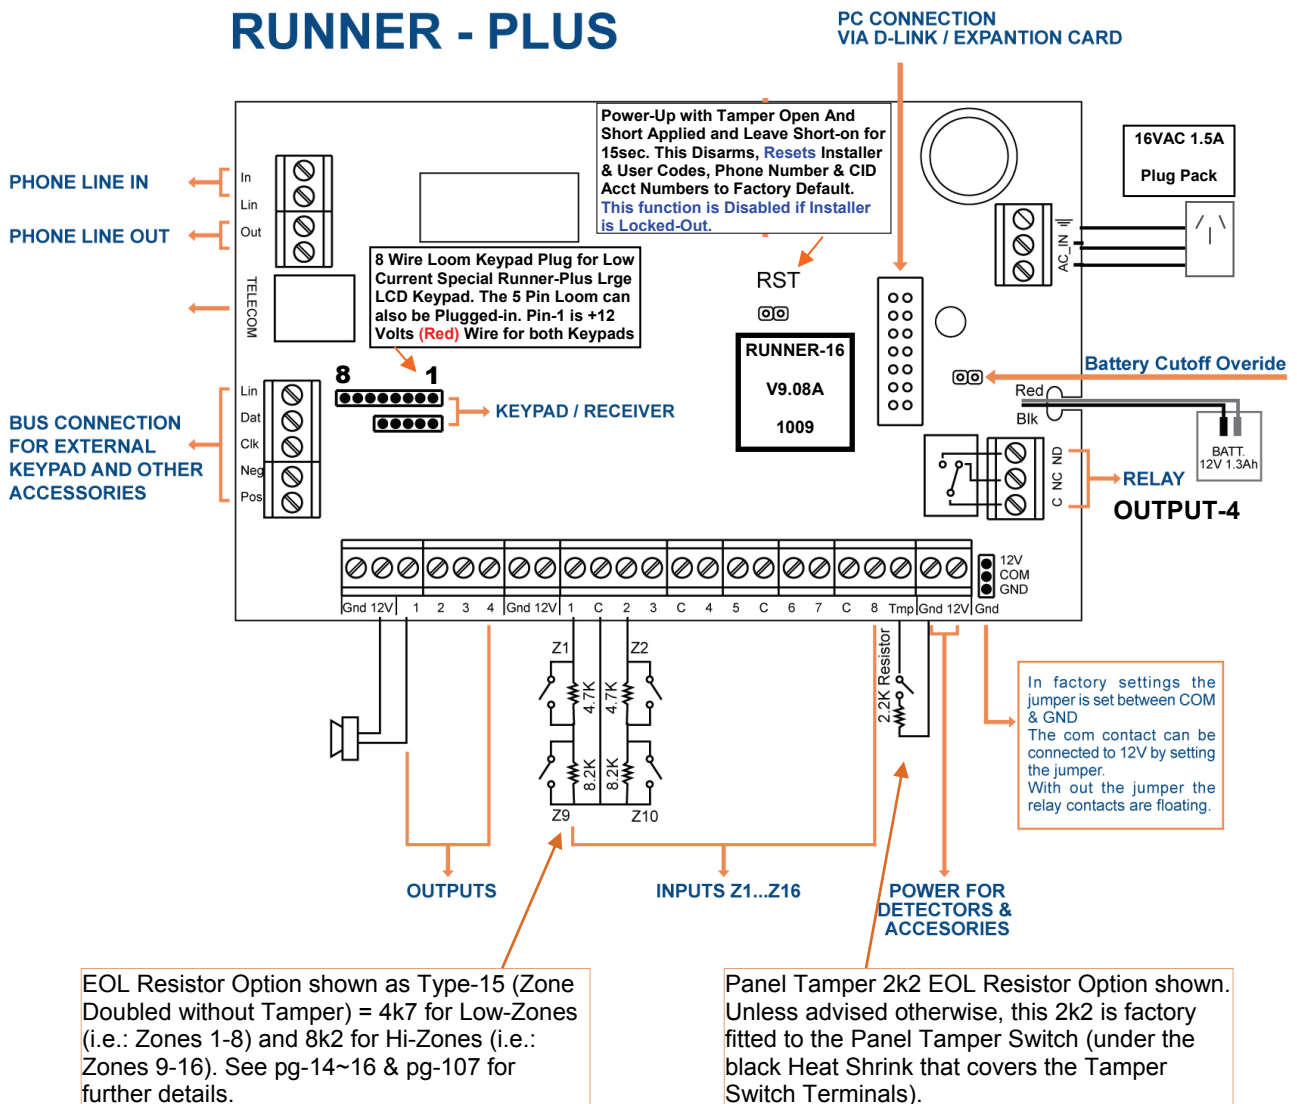 RUNNER - PLUS
PC CONNECTION
VIA D-LINK / EXPANTION CARD
Power-Up with Tamper Open And
Short Applied and Leave Short-on for
15sec. This Disarms, Resets Installer
& User Codes, Phone Number & CID
Acct Numbers to Factory Default.
This function is Disabled if Installer
is Locked-Out.
16VAC 1.5A
Plug Pack
PHONE LINE IN
In
Lin
PHONE LINE OUT
Out
TELECOM
8 Wire Loom Keypad Plug for Low
Current Special Runner-Plus Lrge
LCD Keypad. The 5 Pin Loom can
also be Plugged-in. Pin-1 is +12
Volts (Red) Wire for both Keypads
RST
AC_IN
RUNNER-16
V9.08A
1009
Battery Cutoff Overide
8 1
KEYPAD / RECEIVER
Red
Blk
BATT.
12V 1.3Ah
BUS CONNECTION
FOR EXTERNAL
KEYPAD AND OTHER
ACCESSORIES
Lin
Dat
Clk
Neg
Pos
C NC ND
RELAY
OUTPUT-4
12V
COM
GND
Gnd 12V 1 2 3 4 Gnd 12V 1 C 2 3 C 4 5 C 6 7 C 8 Tmp Gnd 12V Gnd
Z1
Z2
4.7K
4.7K
8.2K
8.2K
Z9
Z10
2.2K Resistor
In factory settings the
jumper is set between COM
& GND
The com contact can be
connected to 12V by setting
the jumper.
With out the jumper the
relay contacts are floating.
OUTPUTS
INPUTS Z1...Z16
POWER FOR
DETECTORS &
ACCESORIES
EOL Resistor Option shown as Type-15 (Zone
Doubled without Tamper) = 4k7 for Low-Zones
(i.e.: Zones 1-8) and 8k2 for Hi-Zones (i.e.:
Zones 9-16). See pg-14~16 & pg-107 for
further details.
Panel Tamper 2k2 EOL Resistor Option shown.
Unless advised otherwise, this 2k2 is factory
fitted to the Panel Tamper Switch (under the
black Heat Shrink that covers the Tamper
Switch Terminals).